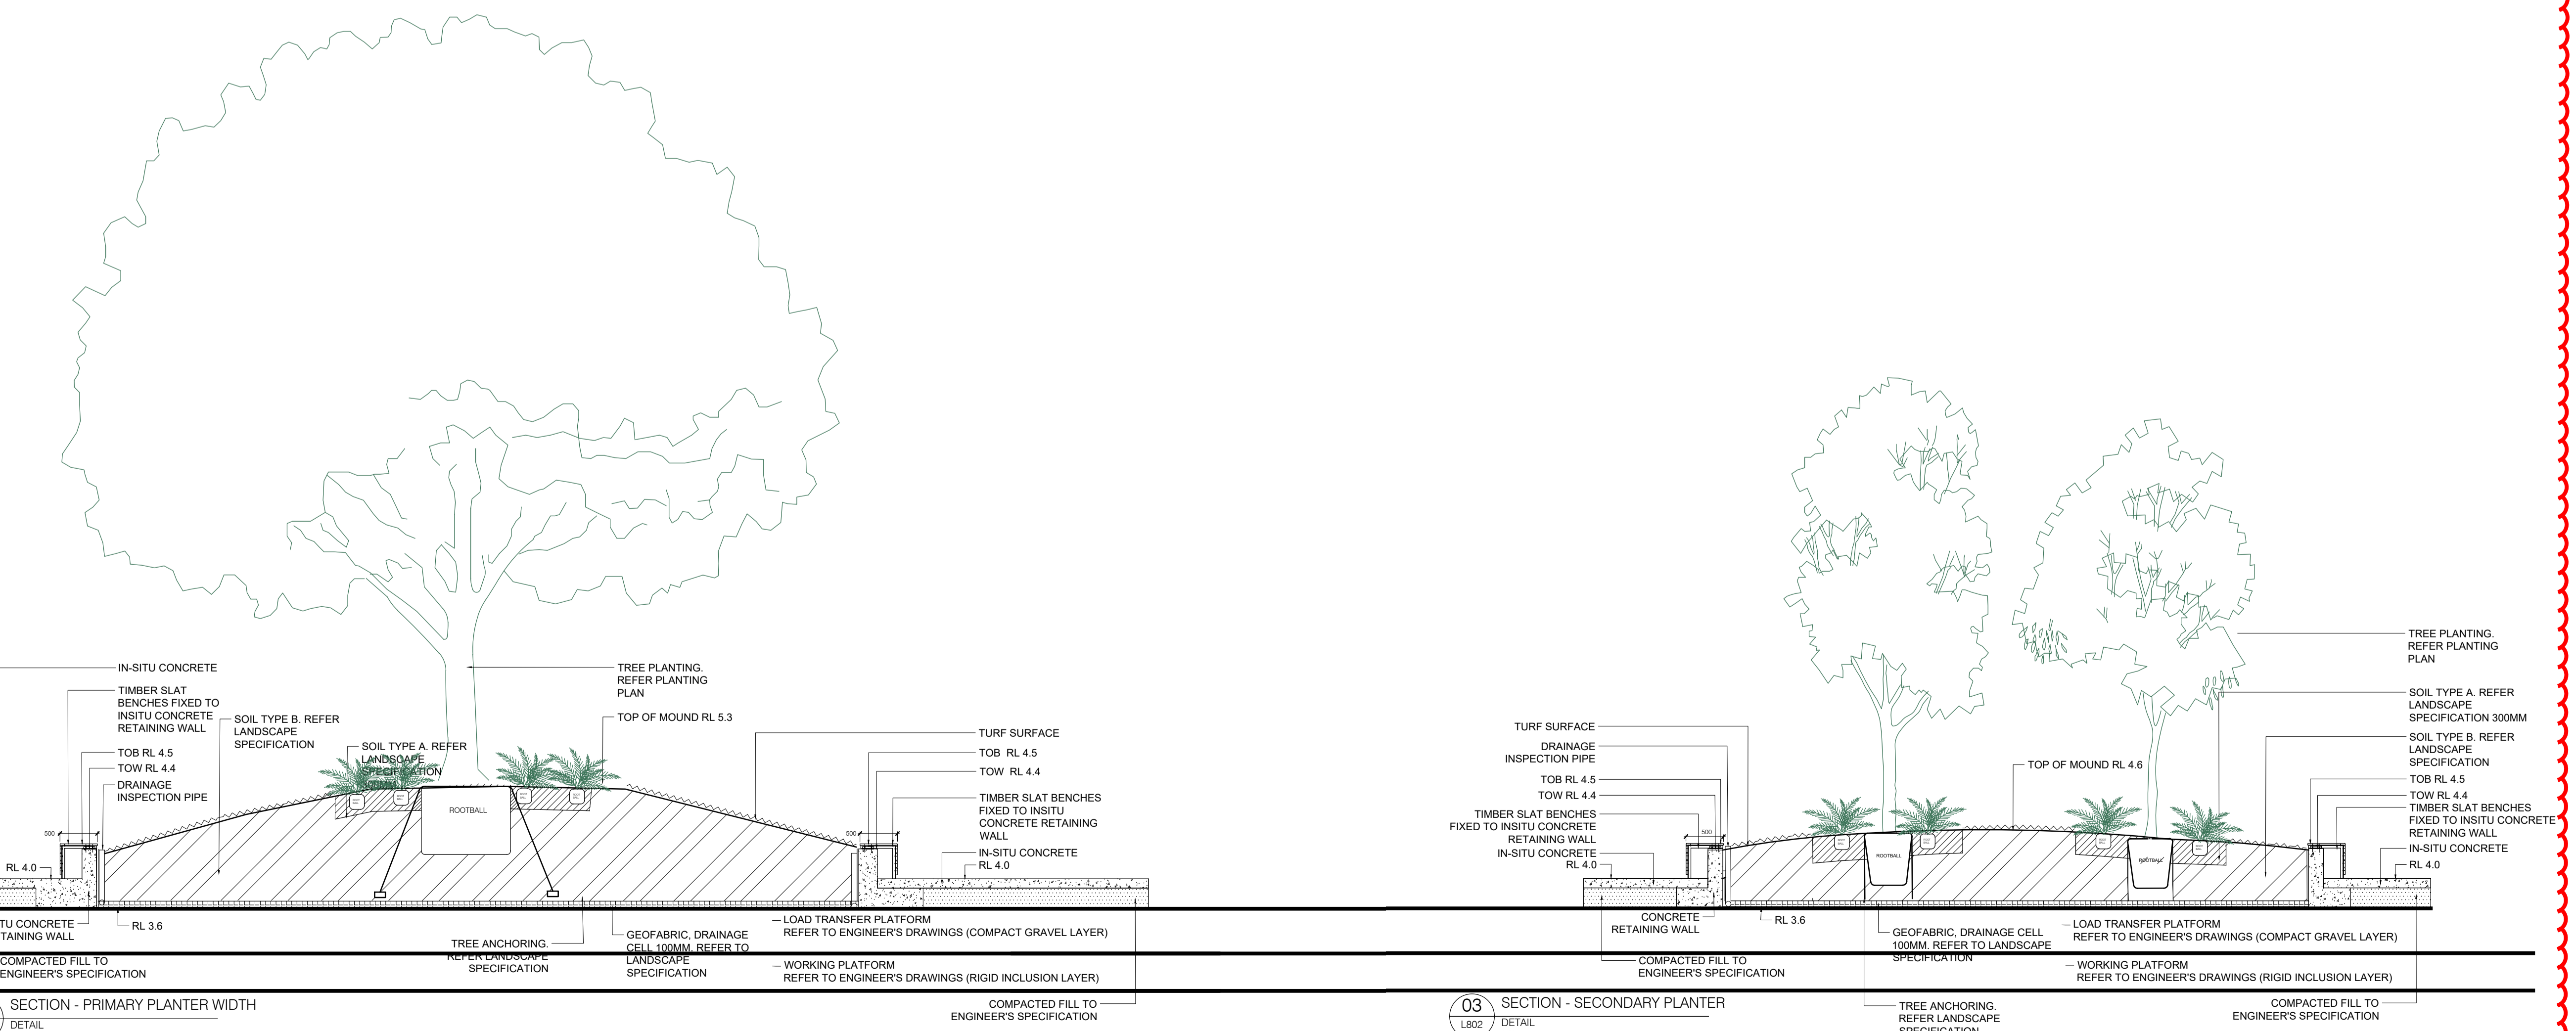 IN-SITU CONCRETE
TIMBER SLAT
BENCHES FIXED TO
INSITU CONCRETE
RETAINING WALL
TOB RL 4.5
TOW RL 4.4
DRAINAGE
INSPECTION PIPE
500
RL 4.0
SOIL TYPE B. REFER
LANDSCAPE
SPECIFICATION
SOIL TYPE A. REFER
LANDSCAPE
SPECIFICATION
300MM
ROOTBALL
TREE PLANTING.
REFER PLANTING
PLAN
TOP OF MOUND RL 5.3
TURF SURFACE
TOB RL 4.5
TOW RL 4.4
TIMBER SLAT BENCHES
FIXED TO INSITU
CONCRETE RETAINING
WALL
500
IN-SITU CONCRETE
RL 4.0
TU CONCRETE
TAINING WALL
RL 3.6
COMPACTED FILL TO
ENGINEER'S SPECIFICATION
TREE ANCHORING.
REFER LANDSCAPE
SPECIFICATION
GEOFABRIC, DRAINAGE
CELL 100MM. REFER TO
LANDSCAPE
SPECIFICATION
LOAD TRANSFER PLATFORM
REFER TO ENGINEER'S DRAWINGS (COMPACT GRAVEL LAYER)
WORKING PLATFORM
REFER TO ENGINEER'S DRAWINGS (RIGID INCLUSION LAYER)
COMPACTED FILL TO
ENGINEER'S SPECIFICATION
SECTION - PRIMARY PLANTER WIDTH
DETAIL
TURF SURFACE
DRAINAGE
INSPECTION PIPE
TOB RL 4.5
TOW RL 4.4
TIMBER SLAT BENCHES
FIXED TO INSITU CONCRETE
RETAINING WALL
IN-SITU CONCRETE
RL 4.0
500
ROOTBALL
TOP OF MOUND RL 4.6
ROOTBALL
TREE PLANTING.
REFER PLANTING
PLAN
SOIL TYPE A. REFER
LANDSCAPE
SPECIFICATION 300MM
SOIL TYPE B. REFER
LANDSCAPE
SPECIFICATION
TOB RL 4.5
TOW RL 4.4
TIMBER SLAT BENCHES
FIXED TO INSITU CONCRETE
RETAINING WALL
IN-SITU CONCRETE
RL 4.0
CONCRETE
RETAINING WALL
RL 3.6
COMPACTED FILL TO
ENGINEER'S SPECIFICATION
GEOFABRIC, DRAINAGE CELL
100MM. REFER TO LANDSCAPE
SPECIFICATION
LOAD TRANSFER PLATFORM
REFER TO ENGINEER'S DRAWINGS (COMPACT GRAVEL LAYER)
WORKING PLATFORM
REFER TO ENGINEER'S DRAWINGS (RIGID INCLUSION LAYER)
TREE ANCHORING.
REFER LANDSCAPE
SPECIFICATION
COMPACTED FILL TO
ENGINEER'S SPECIFICATION
03
L802
SECTION - SECONDARY PLANTER
DETAIL